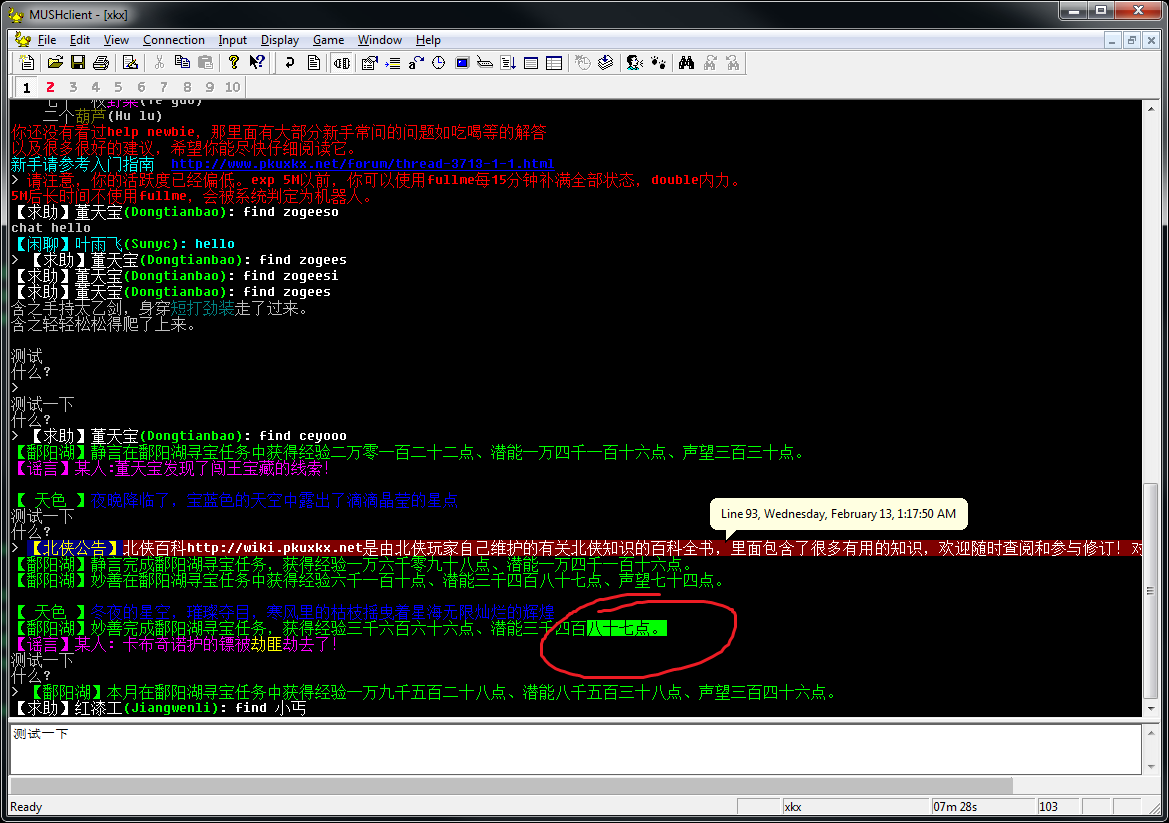 MUSHclient - [xkx]
File Edit View Connection Input Display Game Window Help
1 2 3 4 5 6 7 8 9 10
二个葫芦(Hu lu)
你还没有看过help newbie，那里面有大部分新手常问的问题如吃喝等的解答
以及很多很好的建议，希望你能尽快仔细阅读它。
新手请参考入门指南 http://www.pkuxkx.net/forum/thread-3713-1-1.html
> 请注意，你的活跃度已经偏低。exp 5M以前，你可以使用fullme每15分钟补满全部状态，double内力。
5M后长时间不使用fullme，会被系统判定为机器人。
【求助】董天宝(Dongtianbao): find zogeeso
chat hello
【闲聊】叶雨飞(Sunyc): hello
> 【求助】董天宝(Dongtianbao): find zogees
【求助】董天宝(Dongtianbao): find zogeesi
【求助】董天宝(Dongtianbao): find zogees
含之手持太乙剑，身穿短打劲装走了过来。
含之轻轻松松得爬了上来。
测试
什么？
>
测试一下
什么？
> 【求助】董天宝(Dongtianbao): find ceyooo
【鄱阳湖】静言在鄱阳湖寻宝任务中获得经验二万零一百二十二点、潜能一万四千一百十六点、声望三百三十点。
【谣言】某人:董天宝发现了闯王宝藏的线索！
【 天色 】夜晚降临了，宝蓝色的天空中露出了滴滴晶莹的星点
测试一下
什么？
> 【北侠公告】北侠百科http://wiki.pkuxkx.net是由北侠玩家自己维护的有关北侠知识的百科全书，里面包含了很多有用的知识，欢迎随时查阅和参与修订！
Line 93, Wednesday, February 13, 1:17:50 AM
【鄱阳湖】静言完成鄱阳湖寻宝任务，获得经验一万六千零九十八点、潜能一万四千一百十六点。
【鄱阳湖】妙善在鄱阳湖寻宝任务中获得经验六千一百十点、潜能三千四百八十七点、声望七十四点。
【 天色 】冬夜的星空，璀璨夺目，寒风里的枯枝摇曳着星海无限灿烂的辉煌
【鄱阳湖】妙善完成鄱阳湖寻宝任务，获得经验三千六百六十六点、潜能三千四百八十七点。
【谣言】某人：卡布奇诺护的镖被劫匪劫去了！
测试一下
什么？
> 【鄱阳湖】本月在鄱阳湖寻宝任务中获得经验一万九千五百二十八点、潜能八千五百三十八点、声望三百四十六点。
【求助】红漆工(Jiangwenli): find 小丐
测试一下
Ready xkx 07m 28s 103